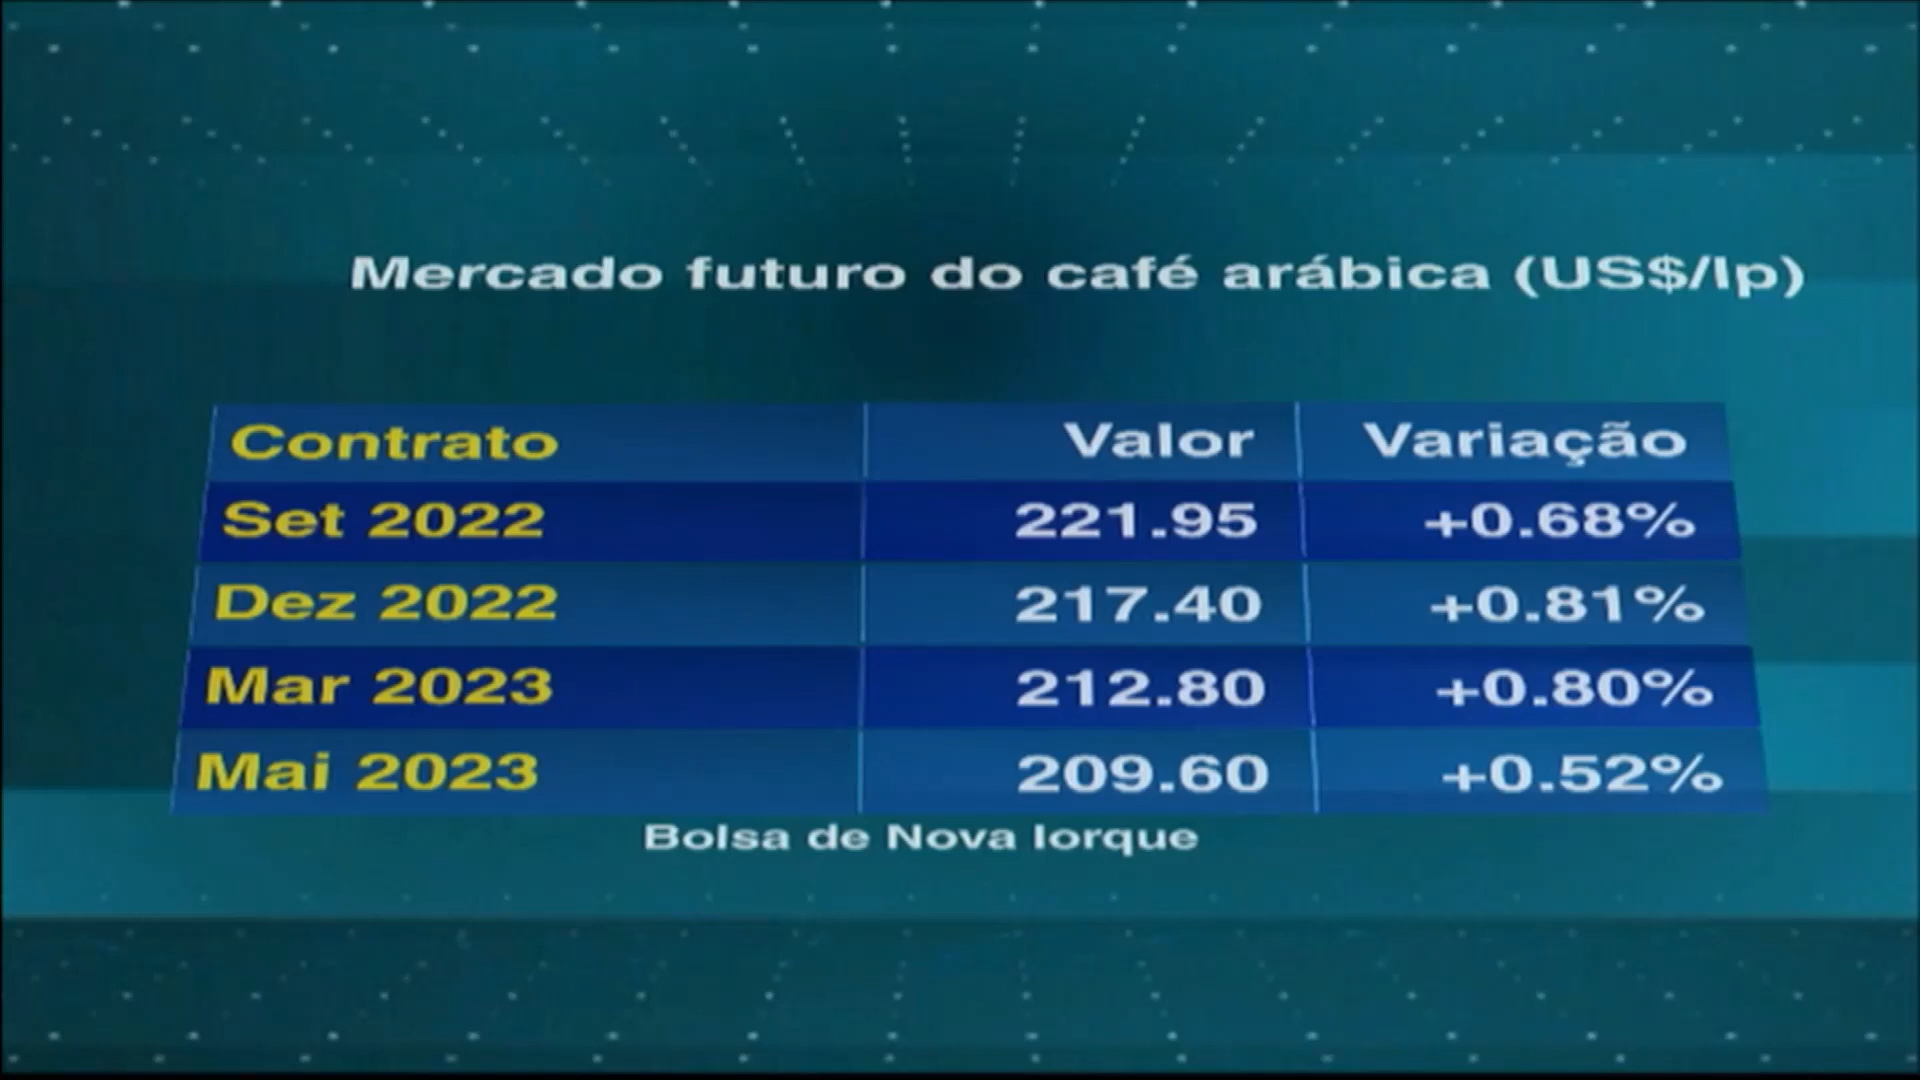 Mercado futuro do café arábica (US$/lp)
Contrato Valor Variação
Set 2022 221.95 +0.68%
Dez 2022 217.40 +0.81%
Mar 2023 212.80 +0.80%
Mai 2023 209.60 +0.52%
Bolsa de Nova Iorque